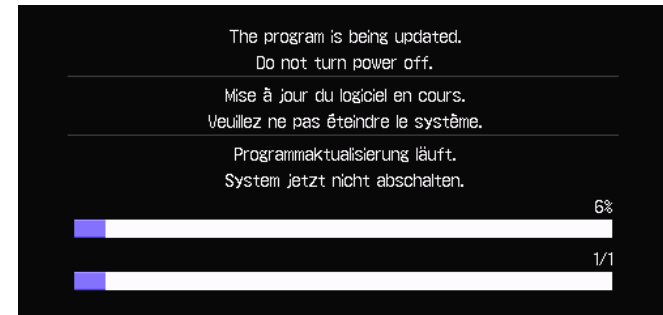 The program is being updated.
Do not turn power off.
Mise à jour du logiciel en cours.
Veuillez ne pas éteindre le système.
Programmaktualisierung läuft.
System jetzt nicht abschalten.
6%
1/1